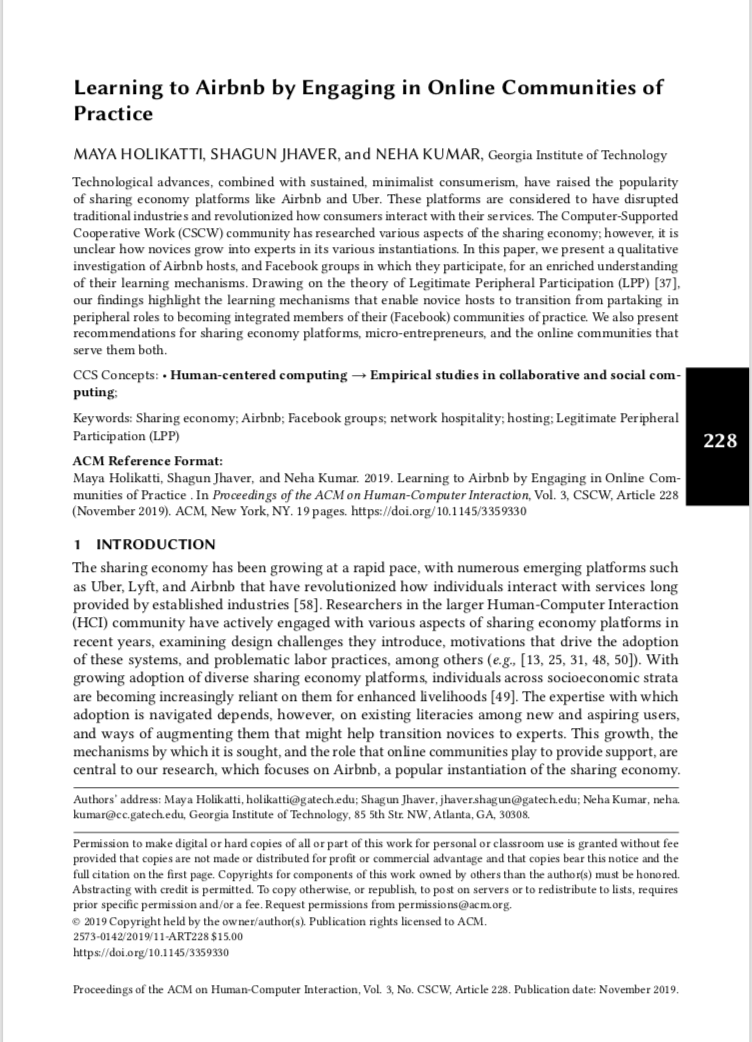 Learning to Airbnb by Engaging in Online Communities of
Practice
MAYA HOLIKATTI, SHAGUN JHAVER, and NEHA KUMAR, Georgia Institute of Technology
Technological advances, combined with sustained, minimalist consumerism, have raised the popularity
of sharing economy platforms like Airbnb and Uber. These platforms are considered to have disrupted
traditional industries and revolutionized how consumers interact with their services. The Computer-Supported
Cooperative Work (CSCW) community has researched various aspects of the sharing economy; however, it is
unclear how novices grow into experts in its various instantiations. In this paper, we present a qualitative
investigation of Airbnb hosts, and Facebook groups in which they participate, for an enriched understanding
of their learning mechanisms. Drawing on the theory of Legitimate Peripheral Participation (LPP) [37],
our findings highlight the learning mechanisms that enable novice hosts to transition from partaking in
peripheral roles to becoming integrated members of their (Facebook) communities of practice. We also present
recommendations for sharing economy platforms, micro-entrepreneurs, and the online communities that
serve them both.
CCS Concepts: • Human-centered computing → Empirical studies in collaborative and social com-
puting;
Keywords: Sharing economy; Airbnb; Facebook groups; network hospitality; hosting; Legitimate Peripheral
Participation (LPP)
228
ACM Reference Format:
Maya Holikatti, Shagun Jhaver, and Neha Kumar. 2019. Learning to Airbnb by Engaging in Online Com-
munities of Practice . In Proceedings of the ACM on Human-Computer Interaction, Vol. 3, CSCW, Article 228
(November 2019). ACM, New York, NY. 19 pages. https://doi.org/10.1145/3359330
1 INTRODUCTION
The sharing economy has been growing at a rapid pace, with numerous emerging platforms such
as Uber, Lyft, and Airbnb that have revolutionized how individuals interact with services long
provided by established industries [58]. Researchers in the larger Human-Computer Interaction
(HCI) community have actively engaged with various aspects of sharing economy platforms in
recent years, examining design challenges they introduce, motivations that drive the adoption
of these systems, and problematic labor practices, among others (e.g., [13, 25, 31, 48, 50]). With
growing adoption of diverse sharing economy platforms, individuals across socioeconomic strata
are becoming increasingly reliant on them for enhanced livelihoods [49]. The expertise with which
adoption is navigated depends, however, on existing literacies among new and aspiring users,
and ways of augmenting them that might help transition novices to experts. This growth, the
mechanisms by which it is sought, and the role that online communities play to provide support, are
central to our research, which focuses on Airbnb, a popular instantiation of the sharing economy.
Authors' address: Maya Holikatti, holikatti@gatech.edu; Shagun Jhaver, jhaver.shagun@gatech.edu; Neha Kumar, neha.
kumar@cc.gatech.edu, Georgia Institute of Technology, 85 5th Str. NW, Atlanta, GA, 30308.
Permission to make digital or hard copies of all or part of this work for personal or classroom use is granted without fee
provided that copies are not made or distributed for profit or commercial advantage and that copies bear this notice and the
full citation on the first page. Copyrights for components of this work owned by others than the author(s) must be honored.
Abstracting with credit is permitted. To copy otherwise, or republish, to post on servers or to redistribute to lists, requires
prior specific permission and/or a fee. Request permissions from permissions@acm.org.
© 2019 Copyright held by the owner/author(s). Publication rights licensed to ACM.
2573-0142/2019/11-ART228 $15.00
https://doi.org/10.1145/3359330
Proceedings of the ACM on Human-Computer Interaction, Vol. 3, No. CSCW, Article 228. Publication date: November 2019.